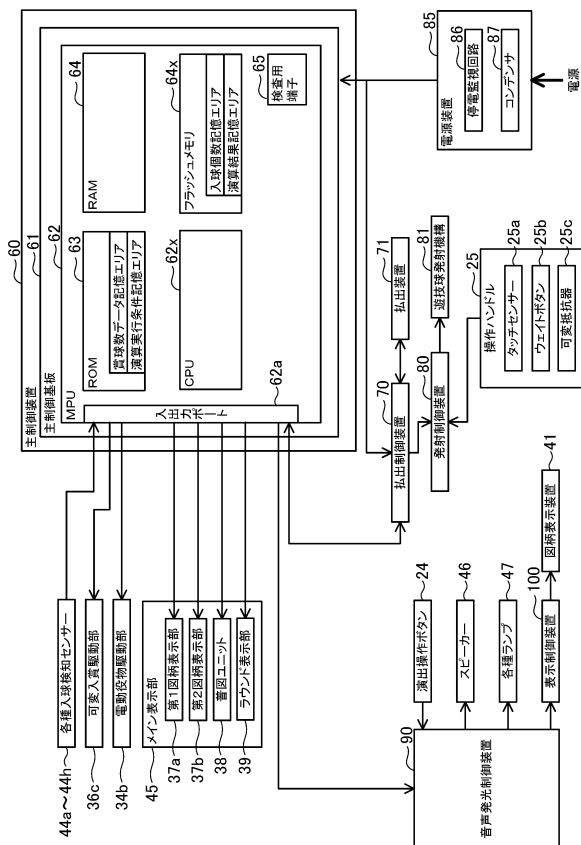 60
主制御装置
61
主制御基板
62
MPU
63
ROM
賞球数データ記憶エリア
演算実行条件記憶エリア
64
RAM
62x
CPU
64x
フラッシュメモリ
入球個数記憶エリア
演算結果記憶エリア
65
検査用
端子
62a
入出力ポート
44a～44h
各種入球検知センサー
36c
可変入賞駆動部
34b
電動役物駆動部
45
メイン表示部
37a
第1図柄表示部
37b
第2図柄表示部
38
普図ユニット
39
ラウンド表示部
70
払出制御装置
71
払出装置
80
発射制御装置
81
遊技球発射機構
85
電源装置
86
停電監視回路
87
コンデンサ
電源
25
操作ハンドル
タッチセンサー
25a
ウェイトボタン
25b
可変抵抗器
25c
90
音声発光制御装置
24
演出操作ボタン
46
スピーカー
47
各種ランプ
100
表示制御装置
41
図柄表示装置